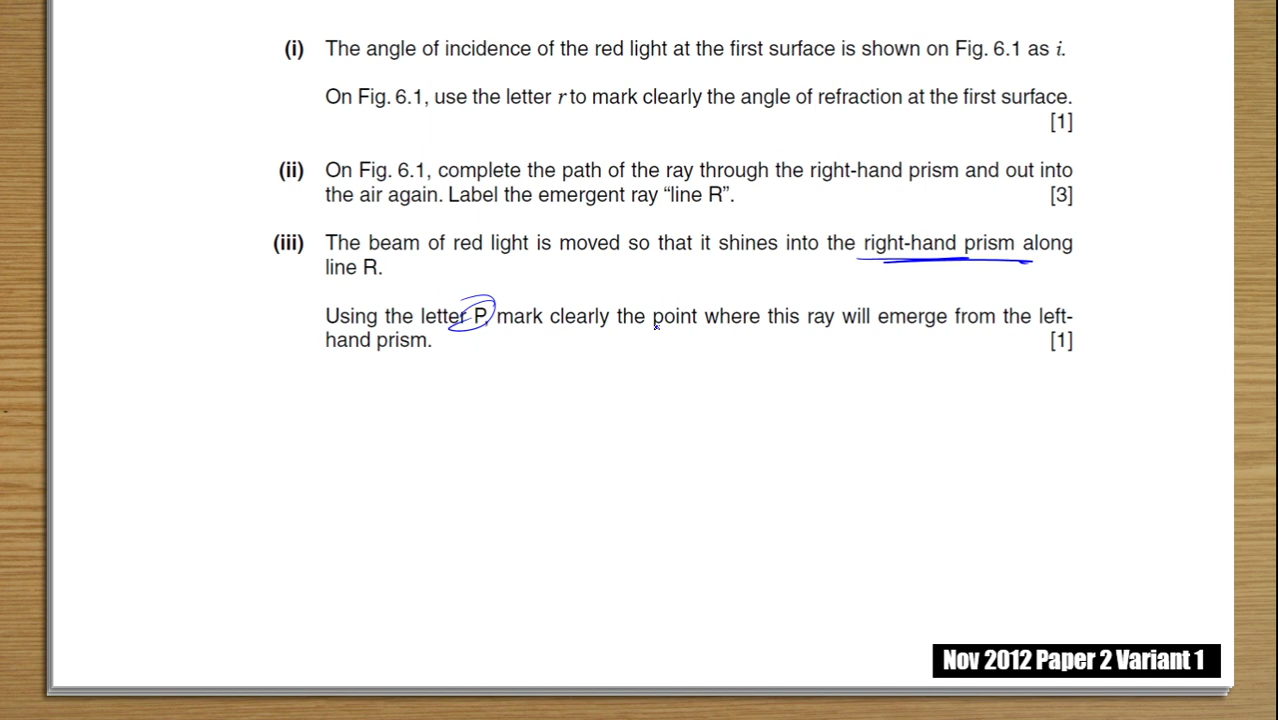 (i) The angle of incidence of the red light at the first surface is shown on Fig. 6.1 as i.
On Fig. 6.1, use the letter r to mark clearly the angle of refraction at the first surface.
[1]
(ii) On Fig. 6.1, complete the path of the ray through the right-hand prism and out into
the air again. Label the emergent ray “line R”. [3]
(iii) The beam of red light is moved so that it shines into the right-hand prism along
line R.
Using the letter P, mark clearly the point where this ray will emerge from the left-
hand prism. [1]
Nov 2012 Paper 2 Variant 1